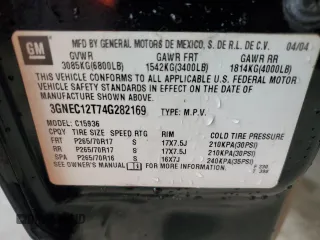 GM
MFD BY GENERAL MOTORS DE MEXICO, S. DE R.L. DE C.V. 04/04
GVWR GAWR FRT GAWR RR
3085KG(6800LB) 1542KG(3400LB) 1814KG(4000LB)
THIS VEHICLE CONFORMS TO ALL APPLICABLE U.S. FEDERAL MOTOR
VEHICLE SAFETY STANDARDS IN EFFECT ON THE DATE OF
MANUFACTURE SHOWN ABOVE.
3GNEC12T74G282169 TYPE: M.P.V.
MODEL: C15936
CPQY TIRE SIZE SPEED RTG RIM COLD TIRE PRESSURE
FRT P265/70R17 S 17X7.5J 210KPA(30PSI)
RR P265/70R17 S 17X7.5J 210KPA(30PSI)
SPA P265/70R16 S 16X7J 240KPA(35PSI)
SEE OWNER'S MANUAL FOR ADDITIONAL INFORMATION